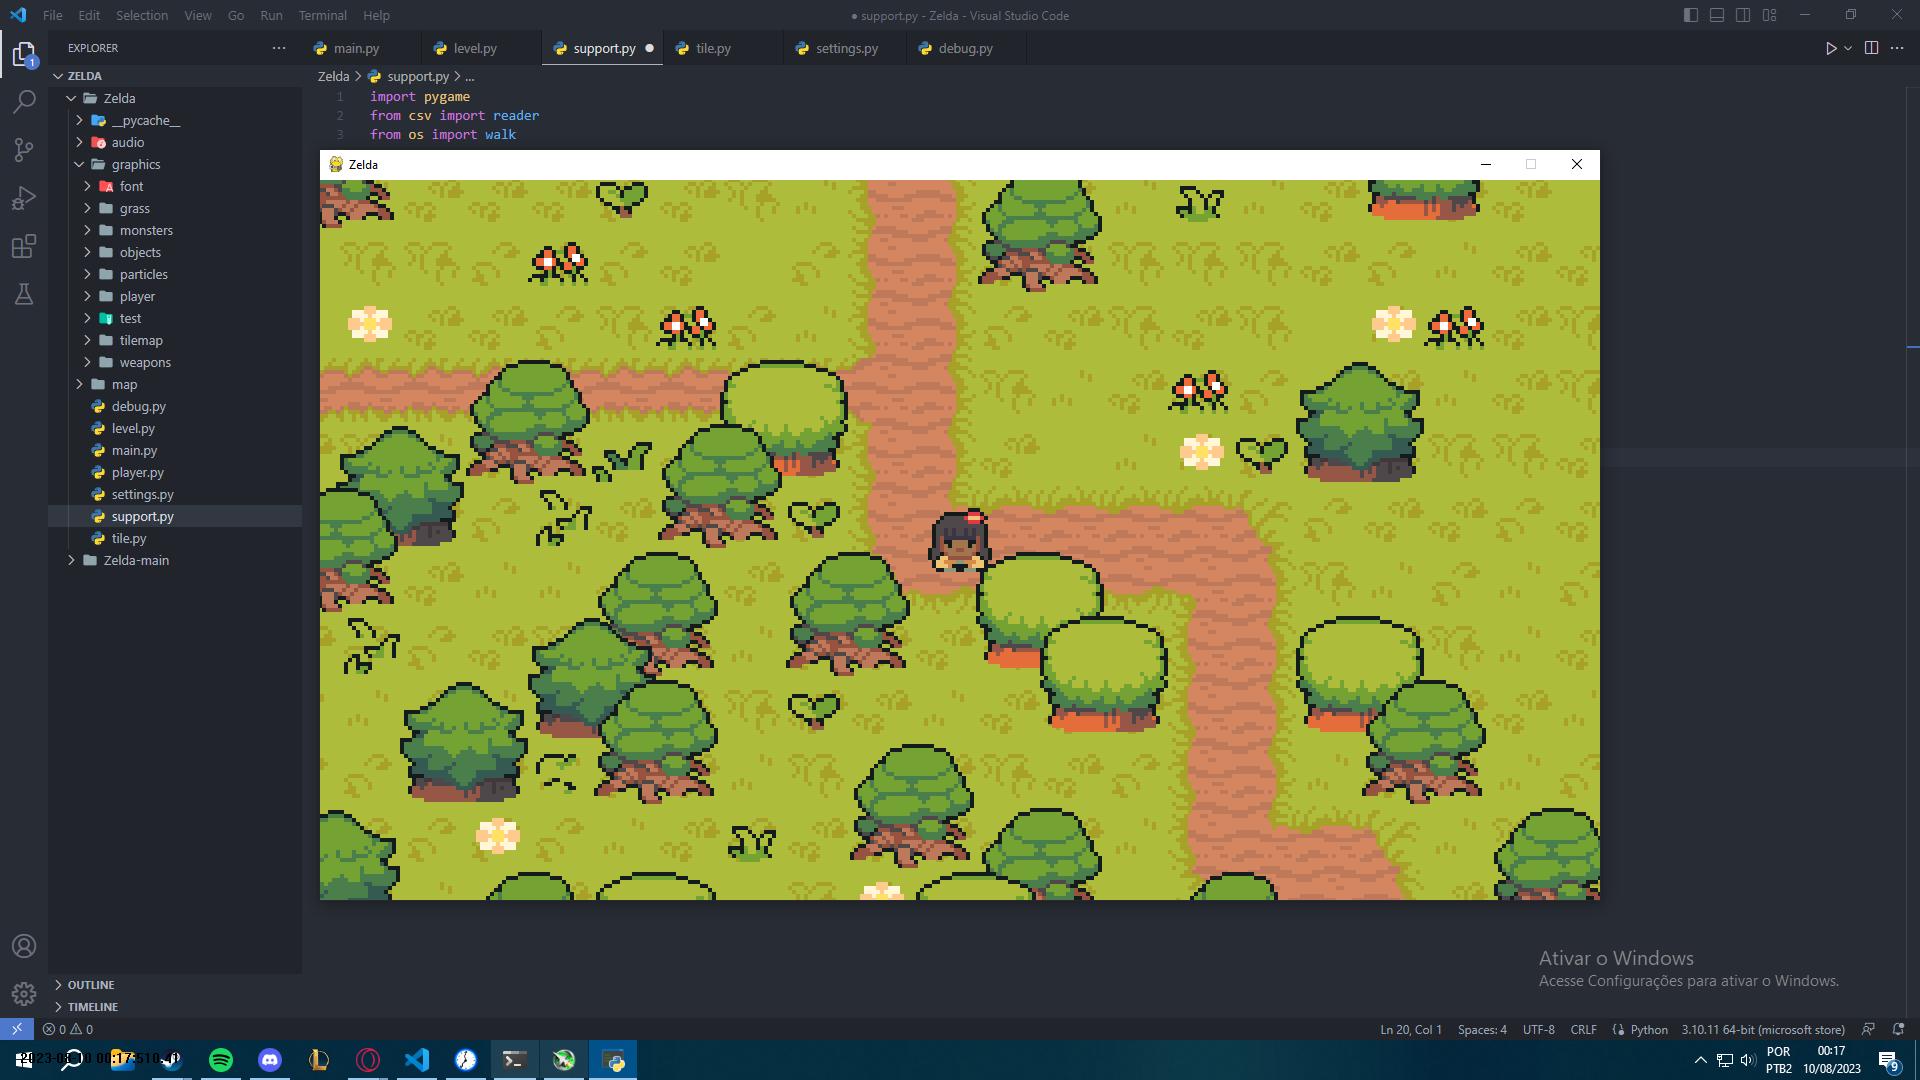 File Edit Selection View Go Run Terminal Help
● support.py - Zelda - Visual Studio Code
EXPLORER
main.py level.py support.py tile.py settings.py debug.py
ZELDA
Zelda > support.py > ...
Zelda
__pycache__
audio
graphics
font
grass
monsters
objects
particles
player
test
tilemap
weapons
map
debug.py
level.py
main.py
player.py
settings.py
support.py
tile.py
Zelda-main
1 import pygame
2 from csv import reader
3 from os import walk
Zelda
1
OUTLINE
TIMELINE
Ativar o Windows
Acesse Configurações para ativar o Windows.
0 0
Ln 20, Col 1 Spaces: 4 UTF-8 CRLF Python 3.10.11 64-bit (microsoft store)
POR
PTB2
00:17
10/08/2023
9